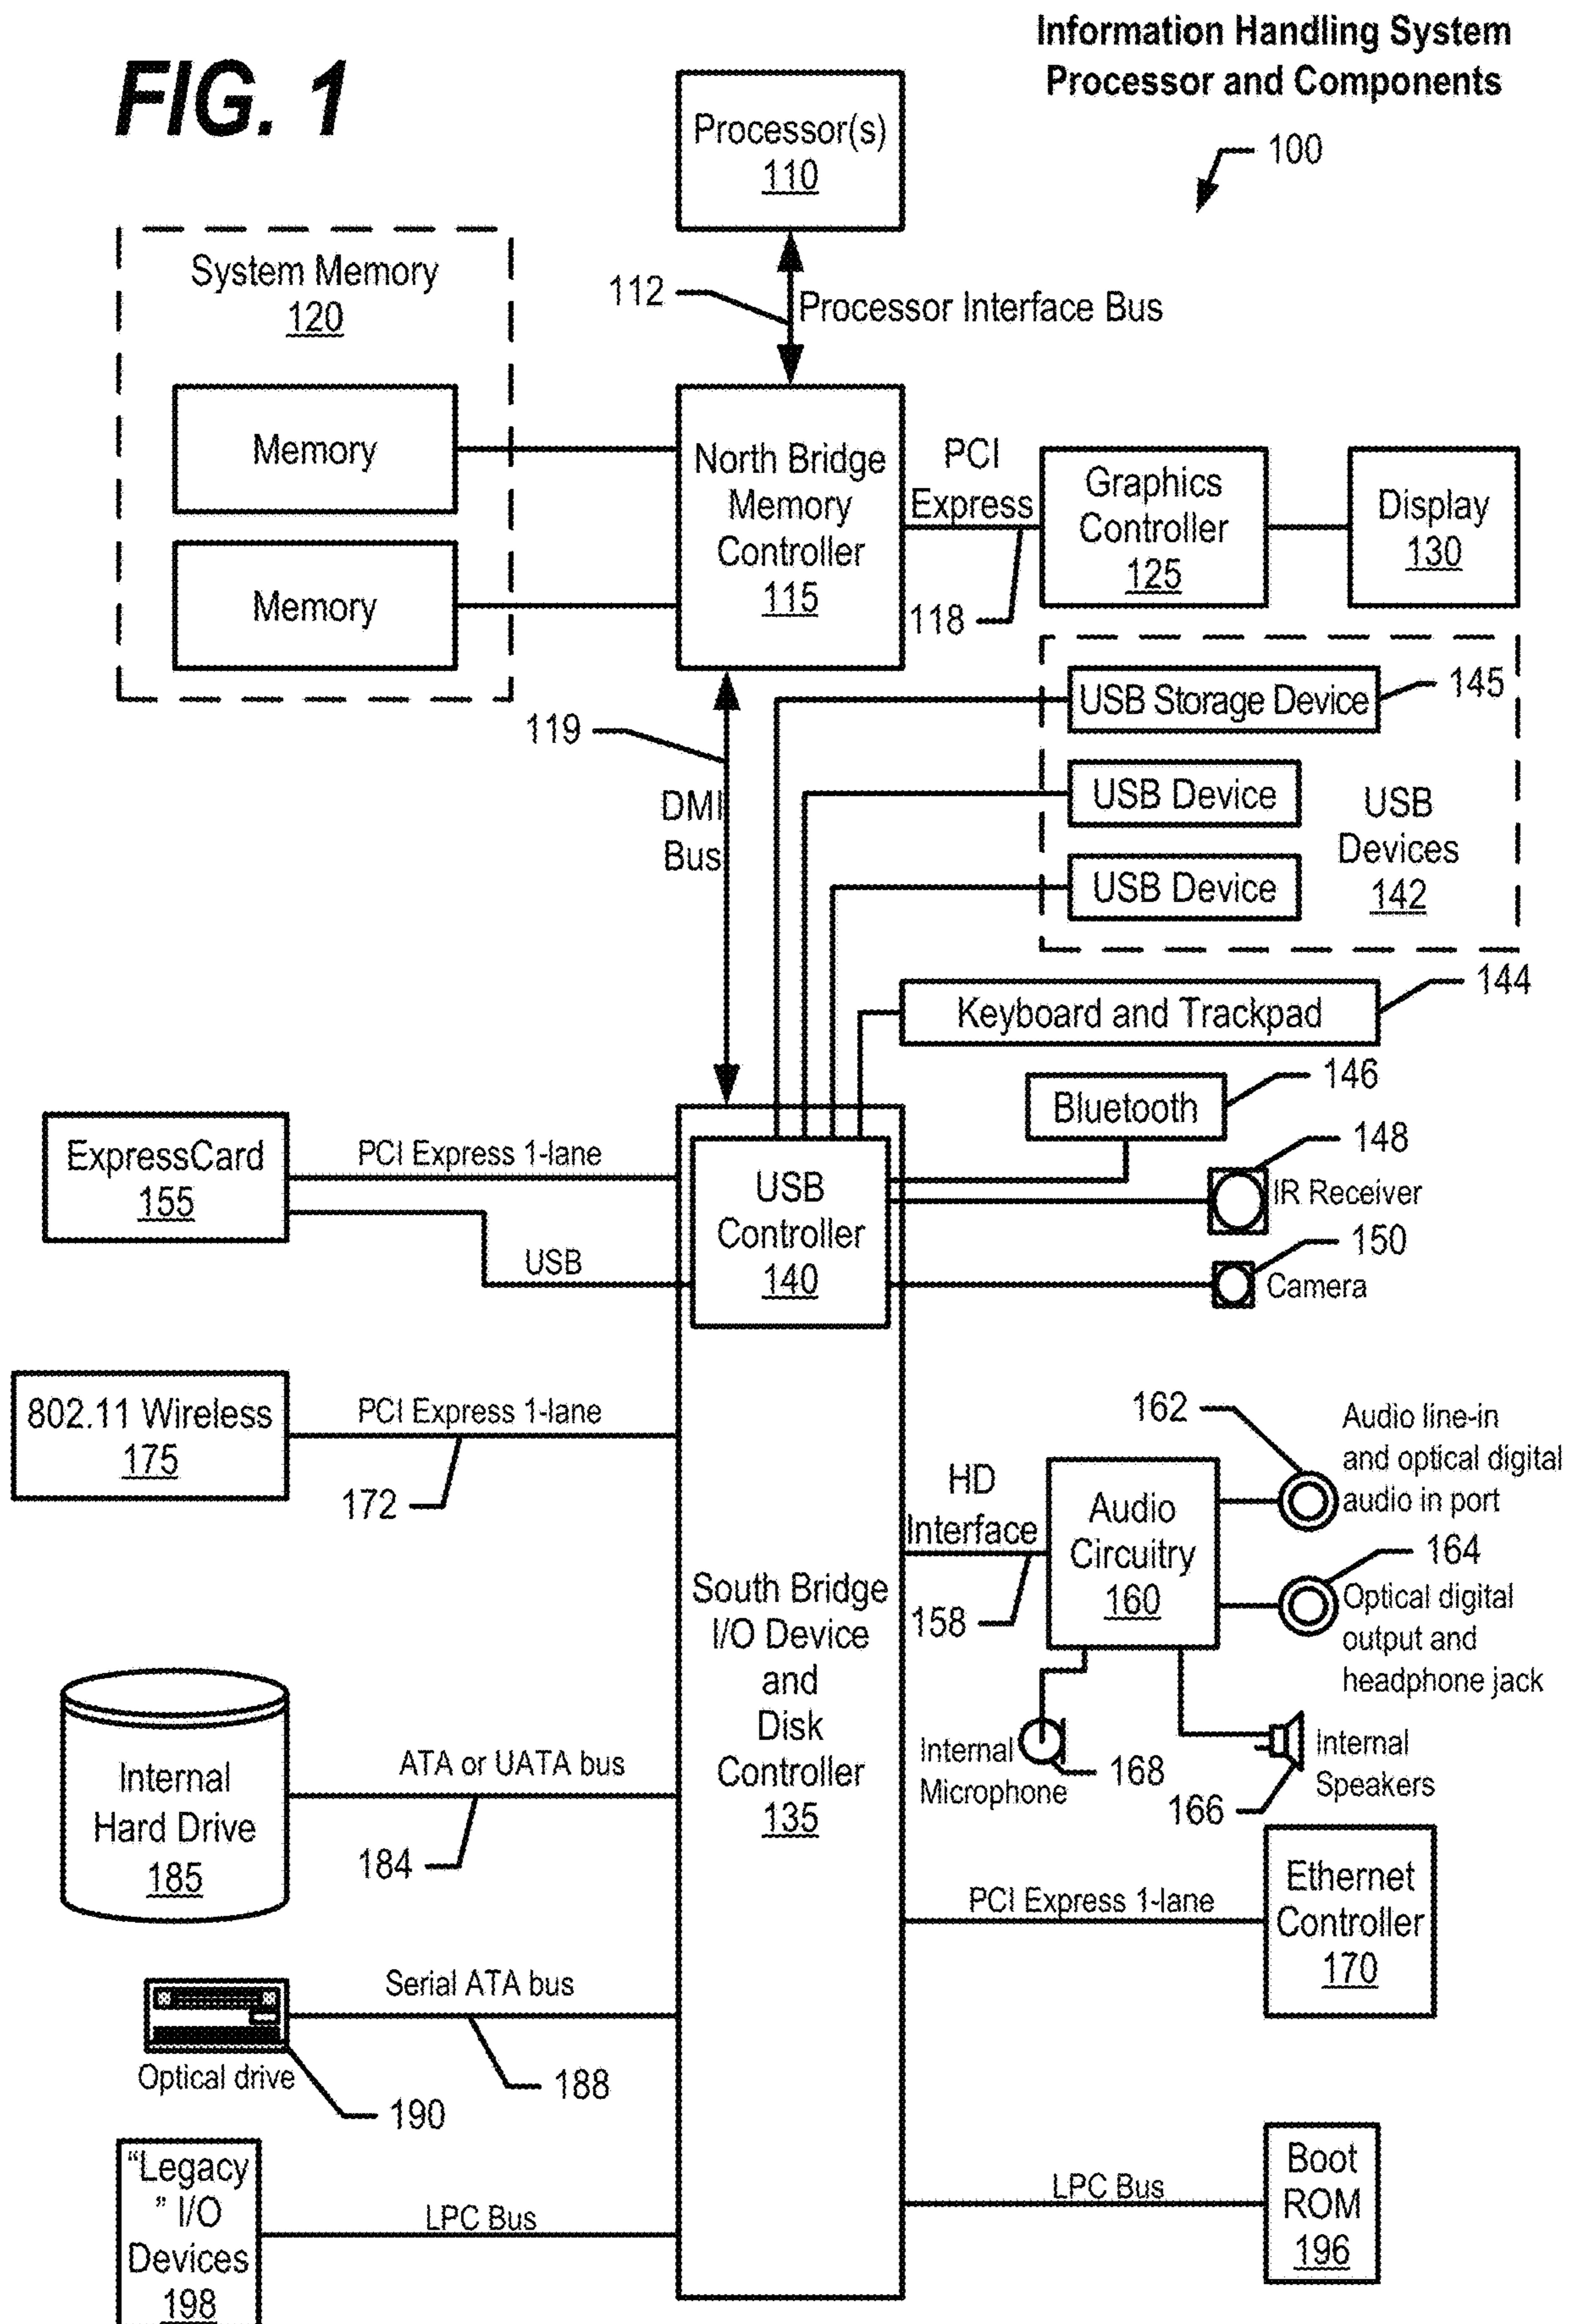 Information Handling System
Processor and Components
FIG. 1
100
Processor(s)
110
System Memory
120
112
Processor Interface Bus
Memory
Memory
North Bridge
Memory
Controller
115
PCI
Express
118
Graphics
Controller
125
Display
130
119
DMI
Bus
USB Storage Device
145
USB Device
USB Device
USB
Devices
142
Keyboard and Trackpad
144
Bluetooth
146
148
IR Receiver
150
Camera
ExpressCard
155
PCI Express 1-lane
USB
USB
Controller
140
802.11 Wireless
175
PCI Express 1-lane
172
162
Audio line-in
and optical digital
audio in port
HD
Interface
158
Audio
Circuitry
160
164
Optical digital
output and
headphone jack
South Bridge
I/O Device
and
Disk
Controller
135
Internal
Microphone
168
166
Internal
Speakers
Internal
Hard Drive
185
ATA or UATA bus
184
PCI Express 1-lane
Ethernet
Controller
170
Serial ATA bus
188
Optical drive
190
“Legacy
” I/O
Devices
198
LPC Bus
LPC Bus
Boot
ROM
196